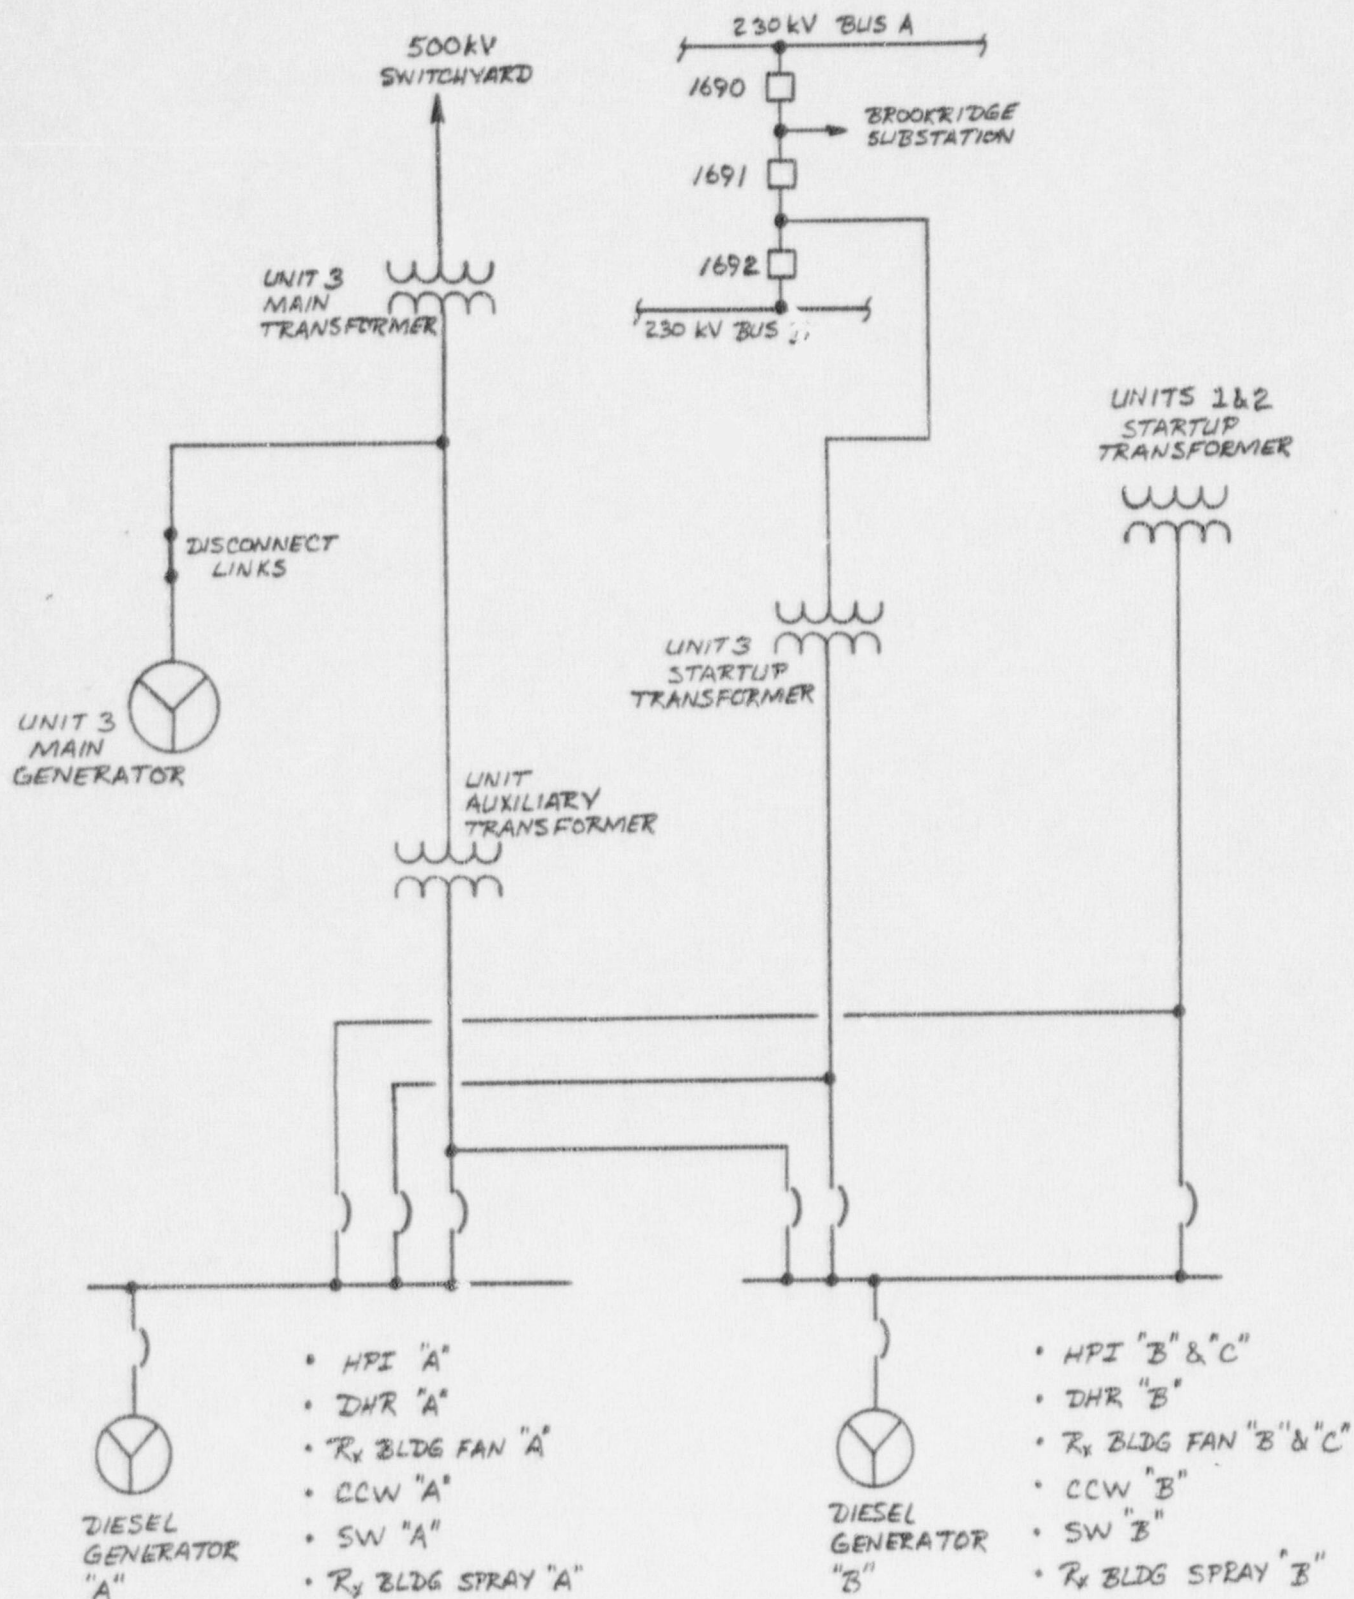 500kV
SWITCHYARD
230kV BUS A
1690
BROOKRIDGE
SUBSTATION
1691
1692
230 kV BUS
UNIT 3
MAIN
TRANSFORMER
UNITS 1&2
STARTUP
TRANSFORMER
DISCONNECT
LINKS
UNIT 3
STARTUP
TRANSFORMER
UNIT 3
MAIN
GENERATOR
UNIT
AUXILIARY
TRANSFORMER
• HPI "A"
• DHR "A"
• Rx BLDG FAN "A"
• CCW "A"
• SW "A"
• Rx BLDG SPRAY "A"
DIESEL
GENERATOR
"A"
• HPI "B" & "C"
• DHR "B"
• Rx BLDG FAN "B" & "C"
• CCW "B"
• SW "B"
• Rx BLDG SPRAY "B"
DIESEL
GENERATOR
"B"